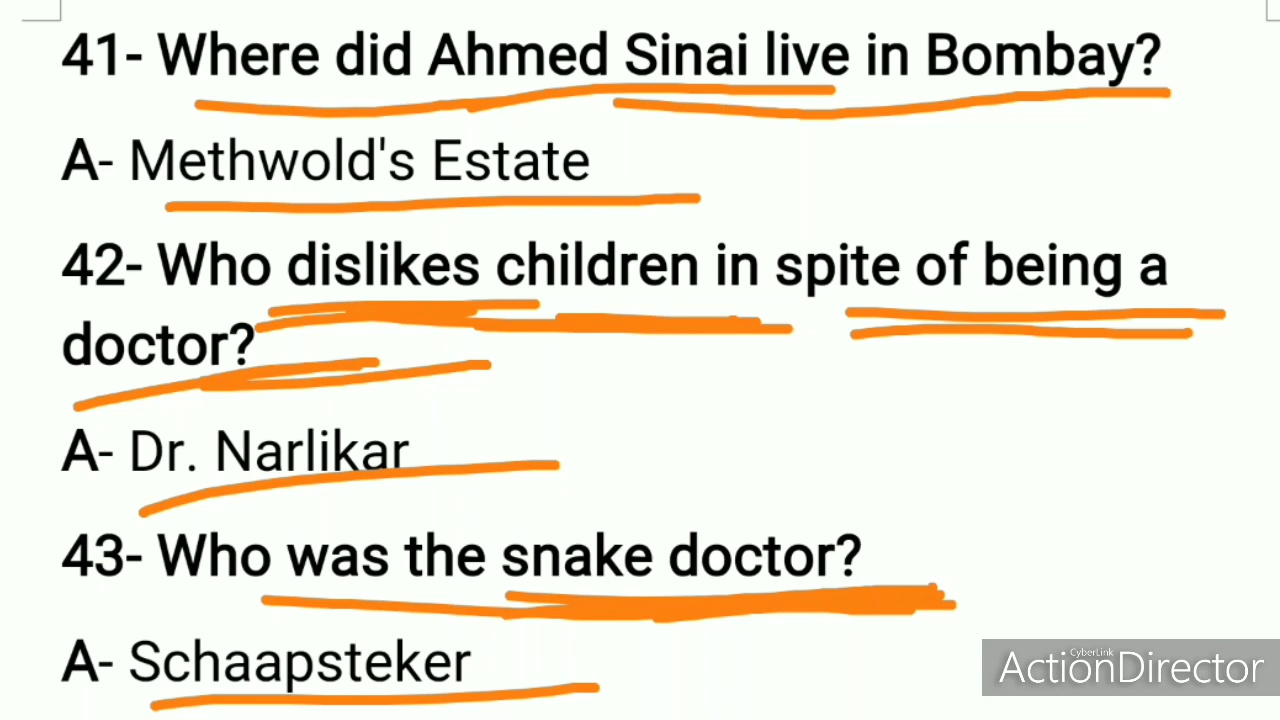 41- Where did Ahmed Sinai live in Bombay?
A- Methwold's Estate
42- Who dislikes children in spite of being a
doctor?
A- Dr. Narlikar
43- Who was the snake doctor?
A- Schaapsteker
CyberLink
ActionDirector